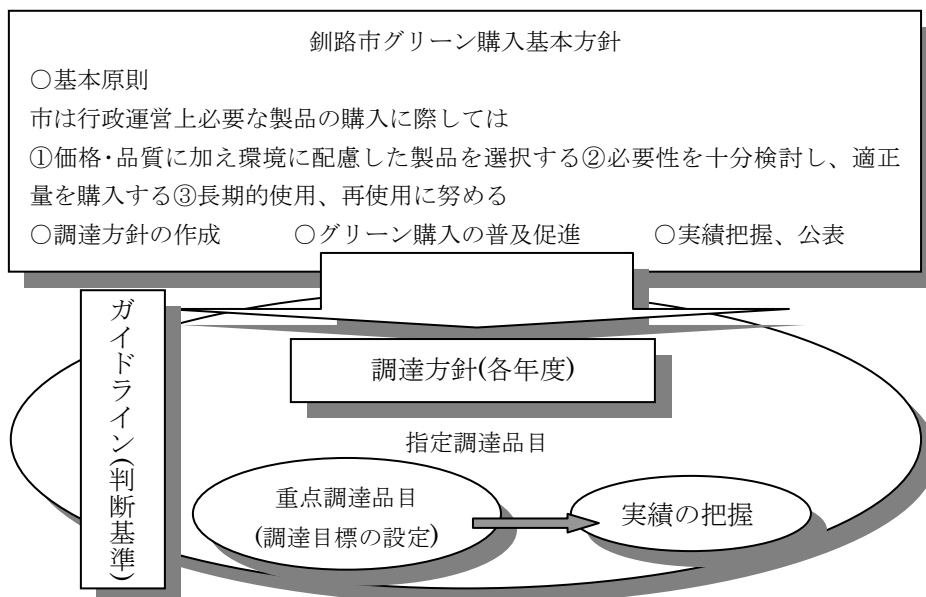 釧路市グリーン購入基本方針
○基本原則
市は行政運営上必要な製品の購入に際しては
①価格・品質に加え環境に配慮した製品を選択する②必要性を十分検討し、適正
量を購入する③長期的使用、再使用に努める
○調達方針の作成 ○グリーン購入の普及促進 ○実績把握、公表
ガイドライン(判断基準)
調達方針(各年度)
指定調達品目
重点調達品目
(調達目標の設定)
実績の把握